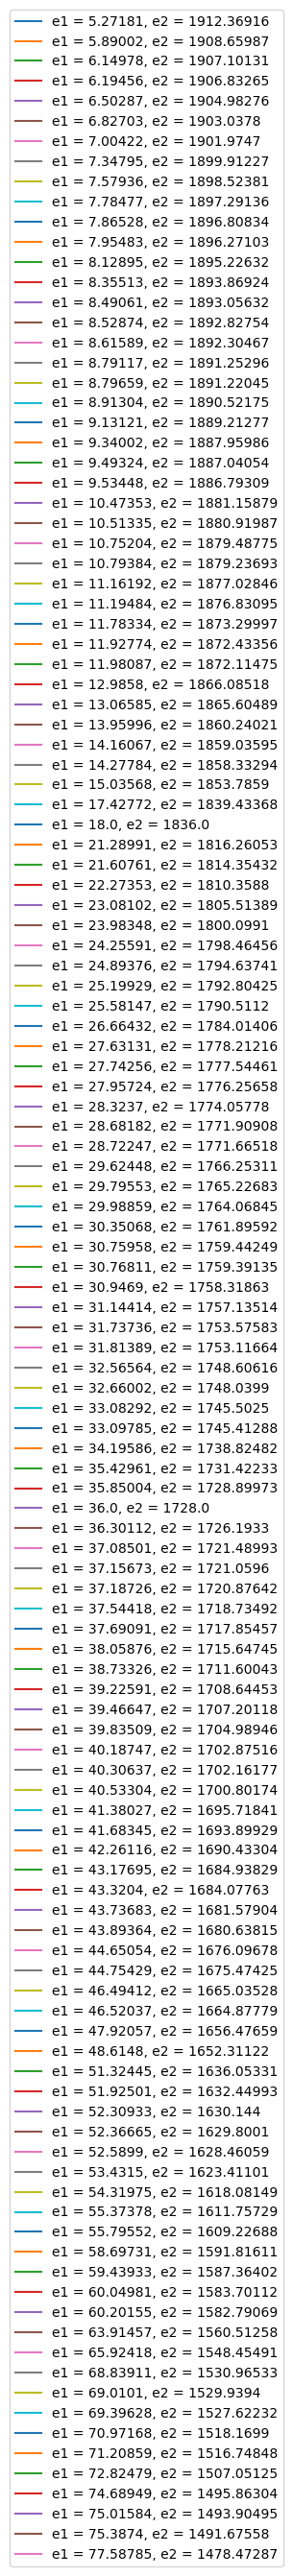 e1 = 5.27181, e2 = 1912.36916
e1 = 5.89002, e2 = 1908.65987
e1 = 6.14978, e2 = 1907.10131
e1 = 6.19456, e2 = 1906.83265
e1 = 6.50287, e2 = 1904.98276
e1 = 6.82703, e2 = 1903.0378
e1 = 7.00422, e2 = 1901.9747
e1 = 7.34795, e2 = 1899.91227
e1 = 7.57936, e2 = 1898.52381
e1 = 7.78477, e2 = 1897.29136
e1 = 7.86528, e2 = 1896.80834
e1 = 7.95483, e2 = 1896.27103
e1 = 8.12895, e2 = 1895.22632
e1 = 8.35513, e2 = 1893.86924
e1 = 8.49061, e2 = 1893.05632
e1 = 8.52874, e2 = 1892.82754
e1 = 8.61589, e2 = 1892.30467
e1 = 8.79117, e2 = 1891.25296
e1 = 8.79659, e2 = 1891.22045
e1 = 8.91304, e2 = 1890.52175
e1 = 9.13121, e2 = 1889.21277
e1 = 9.34002, e2 = 1887.95986
e1 = 9.49324, e2 = 1887.04054
e1 = 9.53448, e2 = 1886.79309
e1 = 10.47353, e2 = 1881.15879
e1 = 10.51335, e2 = 1880.91987
e1 = 10.75204, e2 = 1879.48775
e1 = 10.79384, e2 = 1879.23693
e1 = 11.16192, e2 = 1877.02846
e1 = 11.19484, e2 = 1876.83095
e1 = 11.78334, e2 = 1873.29997
e1 = 11.92774, e2 = 1872.43356
e1 = 11.98087, e2 = 1872.11475
e1 = 12.9858, e2 = 1866.08518
e1 = 13.06585, e2 = 1865.60489
e1 = 13.95996, e2 = 1860.24021
e1 = 14.16067, e2 = 1859.03595
e1 = 14.27784, e2 = 1858.33294
e1 = 15.03568, e2 = 1853.7859
e1 = 17.42772, e2 = 1839.43368
e1 = 18.0, e2 = 1836.0
e1 = 21.28991, e2 = 1816.26053
e1 = 21.60761, e2 = 1814.35432
e1 = 22.27353, e2 = 1810.3588
e1 = 23.08102, e2 = 1805.51389
e1 = 23.98348, e2 = 1800.0991
e1 = 24.25591, e2 = 1798.46456
e1 = 24.89376, e2 = 1794.63741
e1 = 25.19929, e2 = 1792.80425
e1 = 25.58147, e2 = 1790.5112
e1 = 26.66432, e2 = 1784.01406
e1 = 27.63131, e2 = 1778.21216
e1 = 27.74256, e2 = 1777.54461
e1 = 27.95724, e2 = 1776.25658
e1 = 28.3237, e2 = 1774.05778
e1 = 28.68182, e2 = 1771.90908
e1 = 28.72247, e2 = 1771.66518
e1 = 29.62448, e2 = 1766.25311
e1 = 29.79553, e2 = 1765.22683
e1 = 29.98859, e2 = 1764.06845
e1 = 30.35068, e2 = 1761.89592
e1 = 30.75958, e2 = 1759.44249
e1 = 30.76811, e2 = 1759.39135
e1 = 30.9469, e2 = 1758.31863
e1 = 31.14414, e2 = 1757.13514
e1 = 31.73736, e2 = 1753.57583
e1 = 31.81389, e2 = 1753.11664
e1 = 32.56564, e2 = 1748.60616
e1 = 32.66002, e2 = 1748.0399
e1 = 33.08292, e2 = 1745.5025
e1 = 33.09785, e2 = 1745.41288
e1 = 34.19586, e2 = 1738.82482
e1 = 35.42961, e2 = 1731.42233
e1 = 35.85004, e2 = 1728.89973
e1 = 36.0, e2 = 1728.0
e1 = 36.30112, e2 = 1726.1933
e1 = 37.08501, e2 = 1721.48993
e1 = 37.15673, e2 = 1721.0596
e1 = 37.18726, e2 = 1720.87642
e1 = 37.54418, e2 = 1718.73492
e1 = 37.69091, e2 = 1717.85457
e1 = 38.05876, e2 = 1715.64745
e1 = 38.73326, e2 = 1711.60043
e1 = 39.22591, e2 = 1708.64453
e1 = 39.46647, e2 = 1707.20118
e1 = 39.83509, e2 = 1704.98946
e1 = 40.18747, e2 = 1702.87516
e1 = 40.30637, e2 = 1702.16177
e1 = 40.53304, e2 = 1700.80174
e1 = 41.38027, e2 = 1695.71841
e1 = 41.68345, e2 = 1693.89929
e1 = 42.26116, e2 = 1690.43304
e1 = 43.17695, e2 = 1684.93829
e1 = 43.3204, e2 = 1684.07763
e1 = 43.73683, e2 = 1681.57904
e1 = 43.89364, e2 = 1680.63815
e1 = 44.65054, e2 = 1676.09678
e1 = 44.75429, e2 = 1675.47425
e1 = 46.49412, e2 = 1665.03528
e1 = 46.52037, e2 = 1664.87779
e1 = 47.92057, e2 = 1656.47659
e1 = 48.6148, e2 = 1652.31122
e1 = 51.32445, e2 = 1636.05331
e1 = 51.92501, e2 = 1632.44993
e1 = 52.30933, e2 = 1630.144
e1 = 52.36665, e2 = 1629.8001
e1 = 52.5899, e2 = 1628.46059
e1 = 53.4315, e2 = 1623.41101
e1 = 54.31975, e2 = 1618.08149
e1 = 55.37378, e2 = 1611.75729
e1 = 55.79552, e2 = 1609.22688
e1 = 58.69731, e2 = 1591.81611
e1 = 59.43933, e2 = 1587.36402
e1 = 60.04981, e2 = 1583.70112
e1 = 60.20155, e2 = 1582.79069
e1 = 63.91457, e2 = 1560.51258
e1 = 65.92418, e2 = 1548.45491
e1 = 68.83911, e2 = 1530.96533
e1 = 69.0101, e2 = 1529.9394
e1 = 69.39628, e2 = 1527.62232
e1 = 70.97168, e2 = 1518.1699
e1 = 71.20859, e2 = 1516.74848
e1 = 72.82479, e2 = 1507.05125
e1 = 74.68949, e2 = 1495.86304
e1 = 75.01584, e2 = 1493.90495
e1 = 75.3874, e2 = 1491.67558
e1 = 77.58785, e2 = 1478.47287